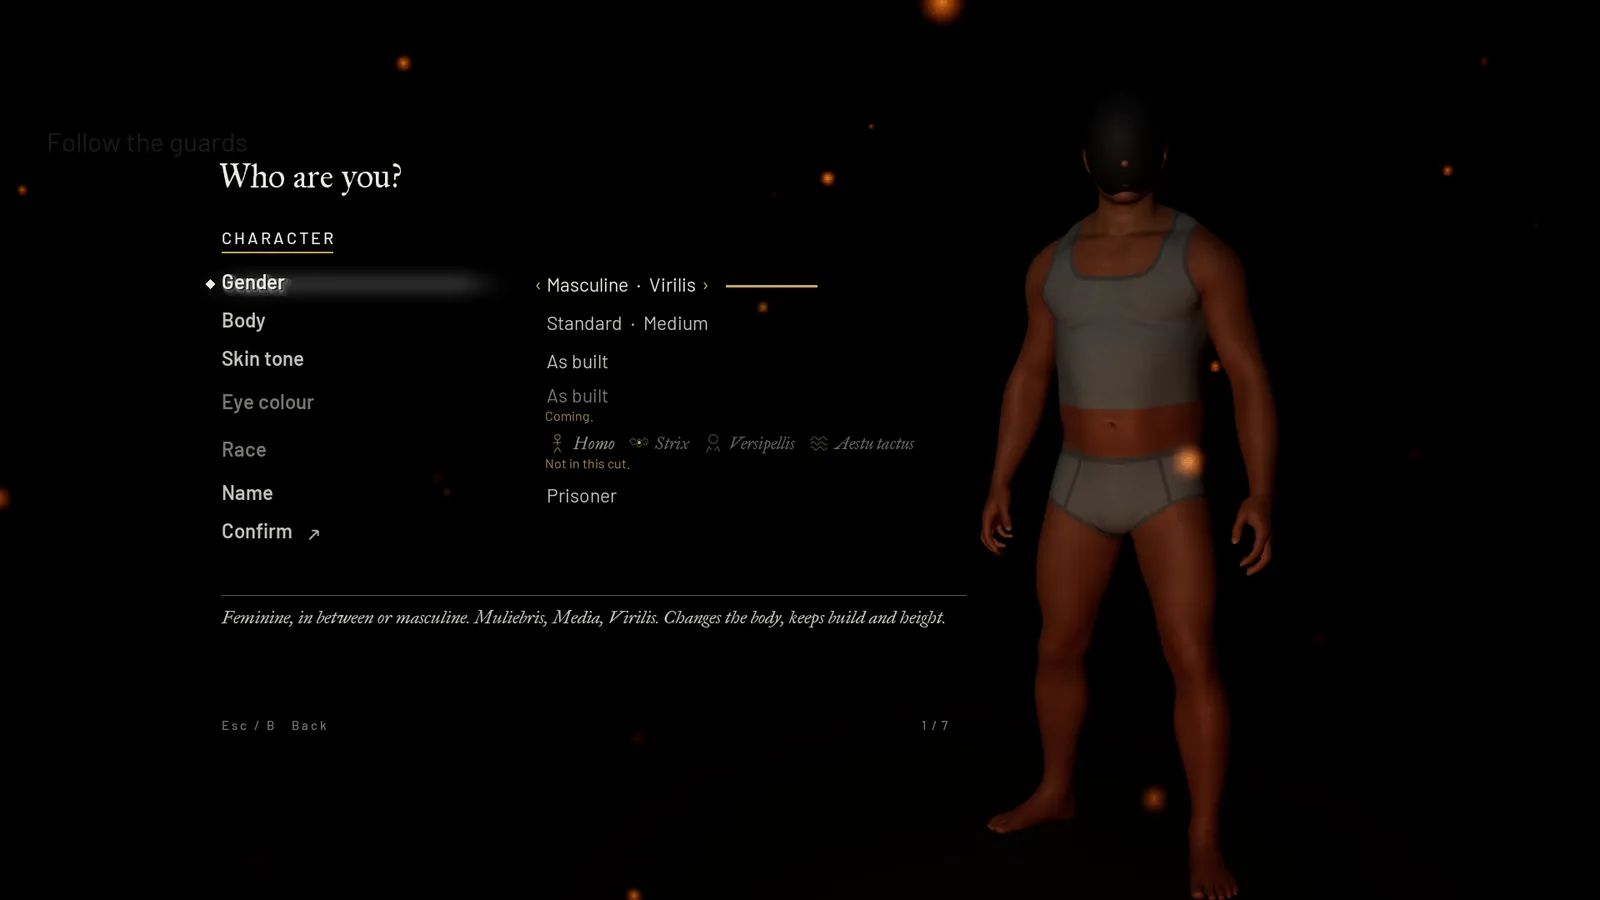 Follow the guards
Who are you?
CHARACTER
Gender ‹ Masculine · Virilis ›
Body Standard · Medium
Skin tone As built
Eye colour As built
Coming.
Race Homo Strix Versipellis Aestu tactus
Not in this cut.
Name Prisoner
Confirm ↗
Feminine, in between or masculine. Muliebris, Media, Virilis. Changes the body, keeps build and height.
Esc / B Back 1 / 7